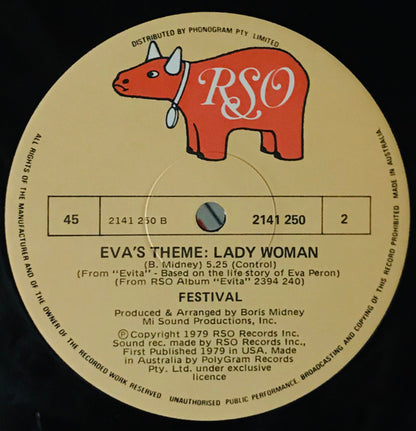 DISTRIBUTED BY PHONOGRAM PTY. LIMITED
RSO
45
2141 250 B
2141 250
2
EVA'S THEME: LADY WOMAN
(B. Midney) 5.25 (Control)
(From "Evita" - Based on the life story of Eva Peron)
(From RSO Album "Evita" 2394 240)
FESTIVAL
Produced & Arranged by Boris Midney
Mi Sound Productions, Inc.
Ⓟ Copyright 1979 RSO Records Inc.
Sound rec. made by RSO Records Inc.,
First Published 1979 in USA. Made
in Australia by PolyGram Records
Pty. Ltd. under exclusive
licence
ALL RIGHTS OF THE MANUFACTURER AND OF THE OWNER OF THE RECORDED WORK RESERVED. UNAUTHORISED PUBLIC PERFORMANCE, BROADCASTING AND COPYING OF THIS RECORD PROHIBITED
MADE IN AUSTRALIA.